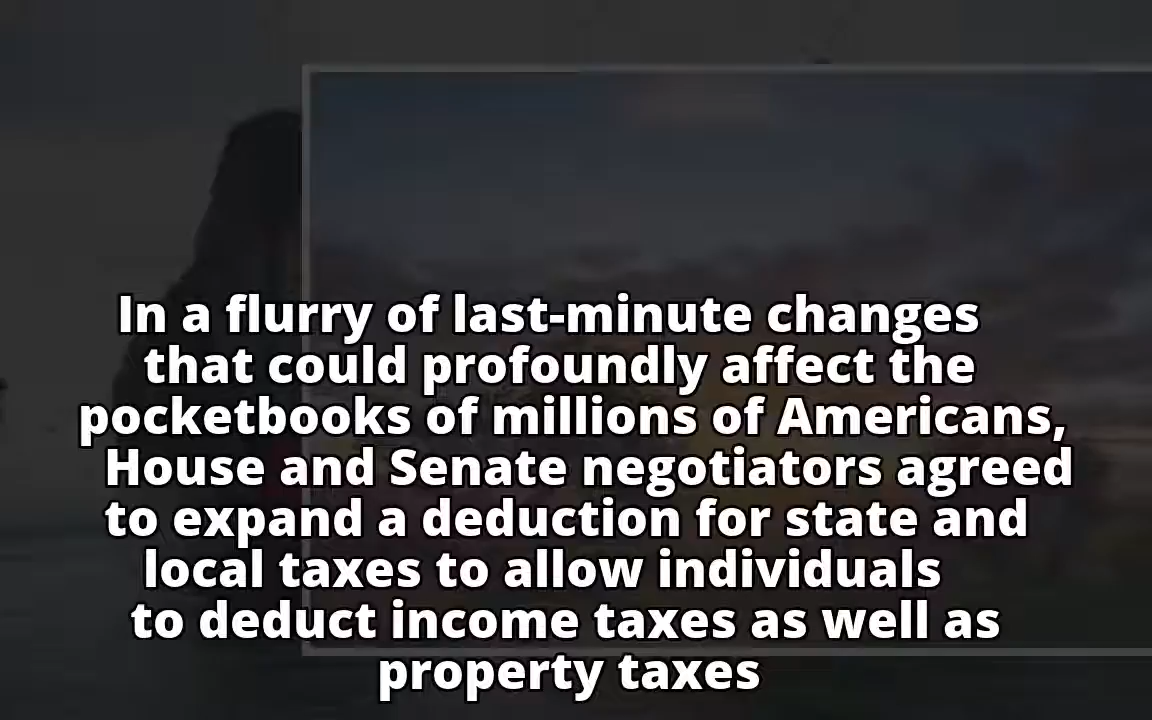 In a flurry of last-minute changes
that could profoundly affect the
pocketbooks of millions of Americans,
House and Senate negotiators agreed
to expand a deduction for state and
local taxes to allow individuals
to deduct income taxes as well as
property taxes